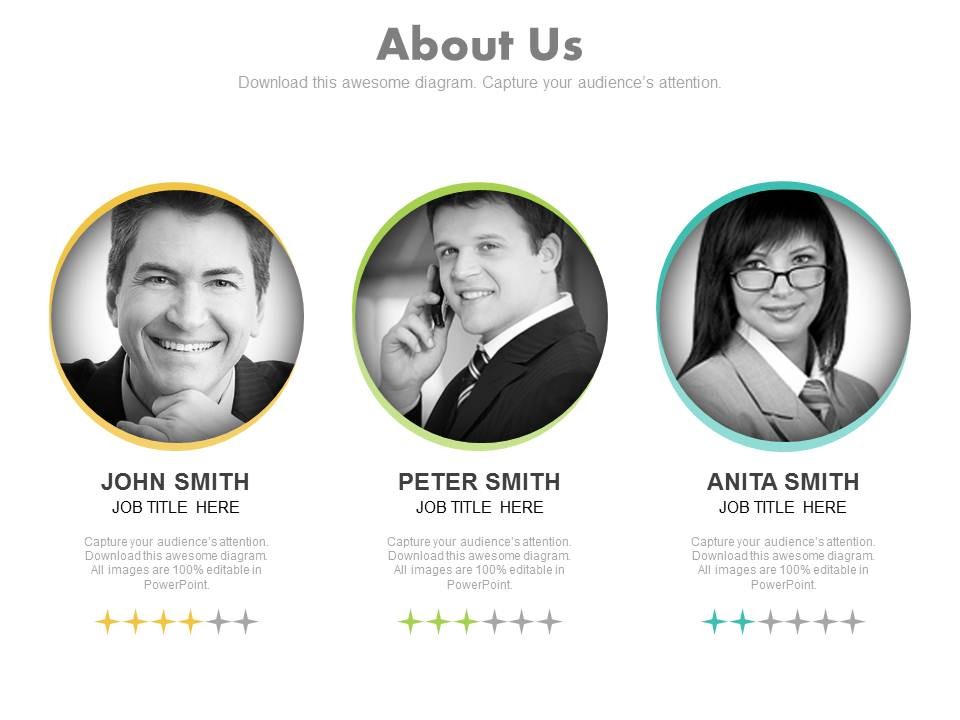 About Us
Download this awesome diagram. Capture your audience's attention.
JOHN SMITH
JOB TITLE HERE
Capture your audience's attention.
Download this awesome diagram.
All images are 100% editable in
PowerPoint.
PETER SMITH
JOB TITLE HERE
Capture your audience's attention.
Download this awesome diagram.
All images are 100% editable in
PowerPoint.
ANITA SMITH
JOB TITLE HERE
Capture your audience's attention.
Download this awesome diagram.
All images are 100% editable in
PowerPoint.